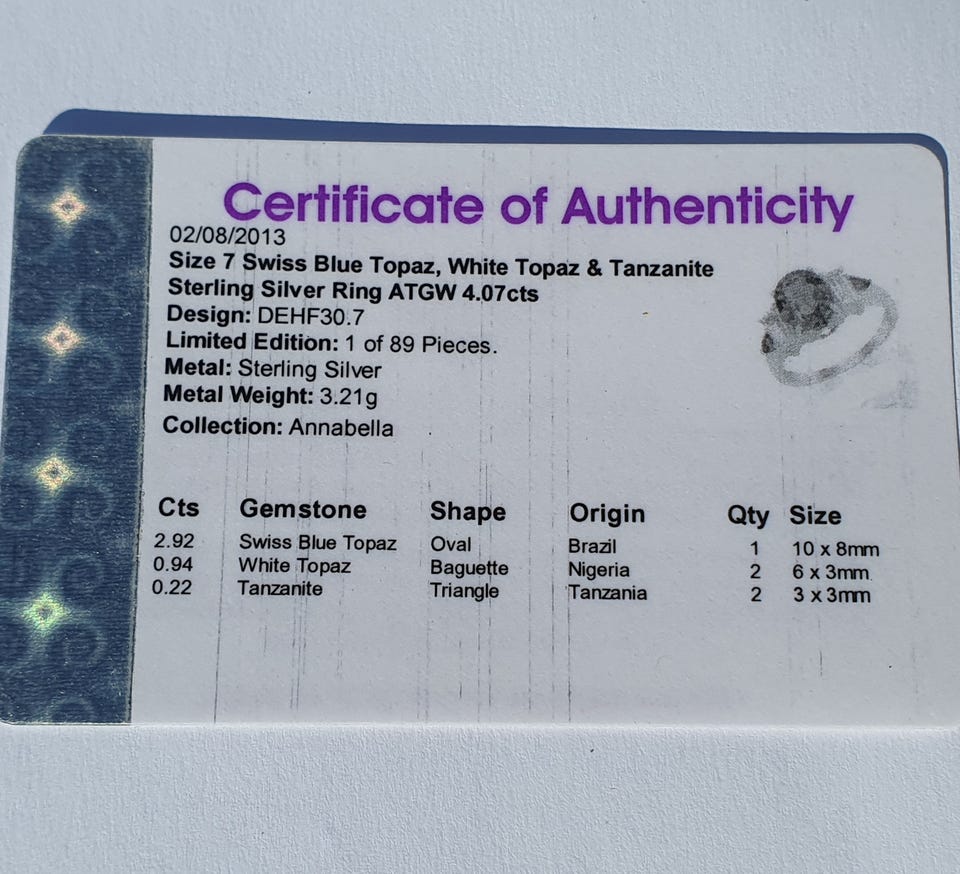 Certificate of Authenticity
02/08/2013
Size 7 Swiss Blue Topaz, White Topaz & Tanzanite
Sterling Silver Ring ATGW 4.07cts
Design: DEHF30.7
Limited Edition: 1 of 89 Pieces.
Metal: Sterling Silver
Metal Weight: 3.21g
Collection: Annabella
Cts Gemstone Shape Origin Qty Size
2.92 Swiss Blue Topaz Oval Brazil 1 10 x 8mm
0.94 White Topaz Baguette Nigeria 2 6 x 3mm
0.22 Tanzanite Triangle Tanzania 2 3 x 3mm